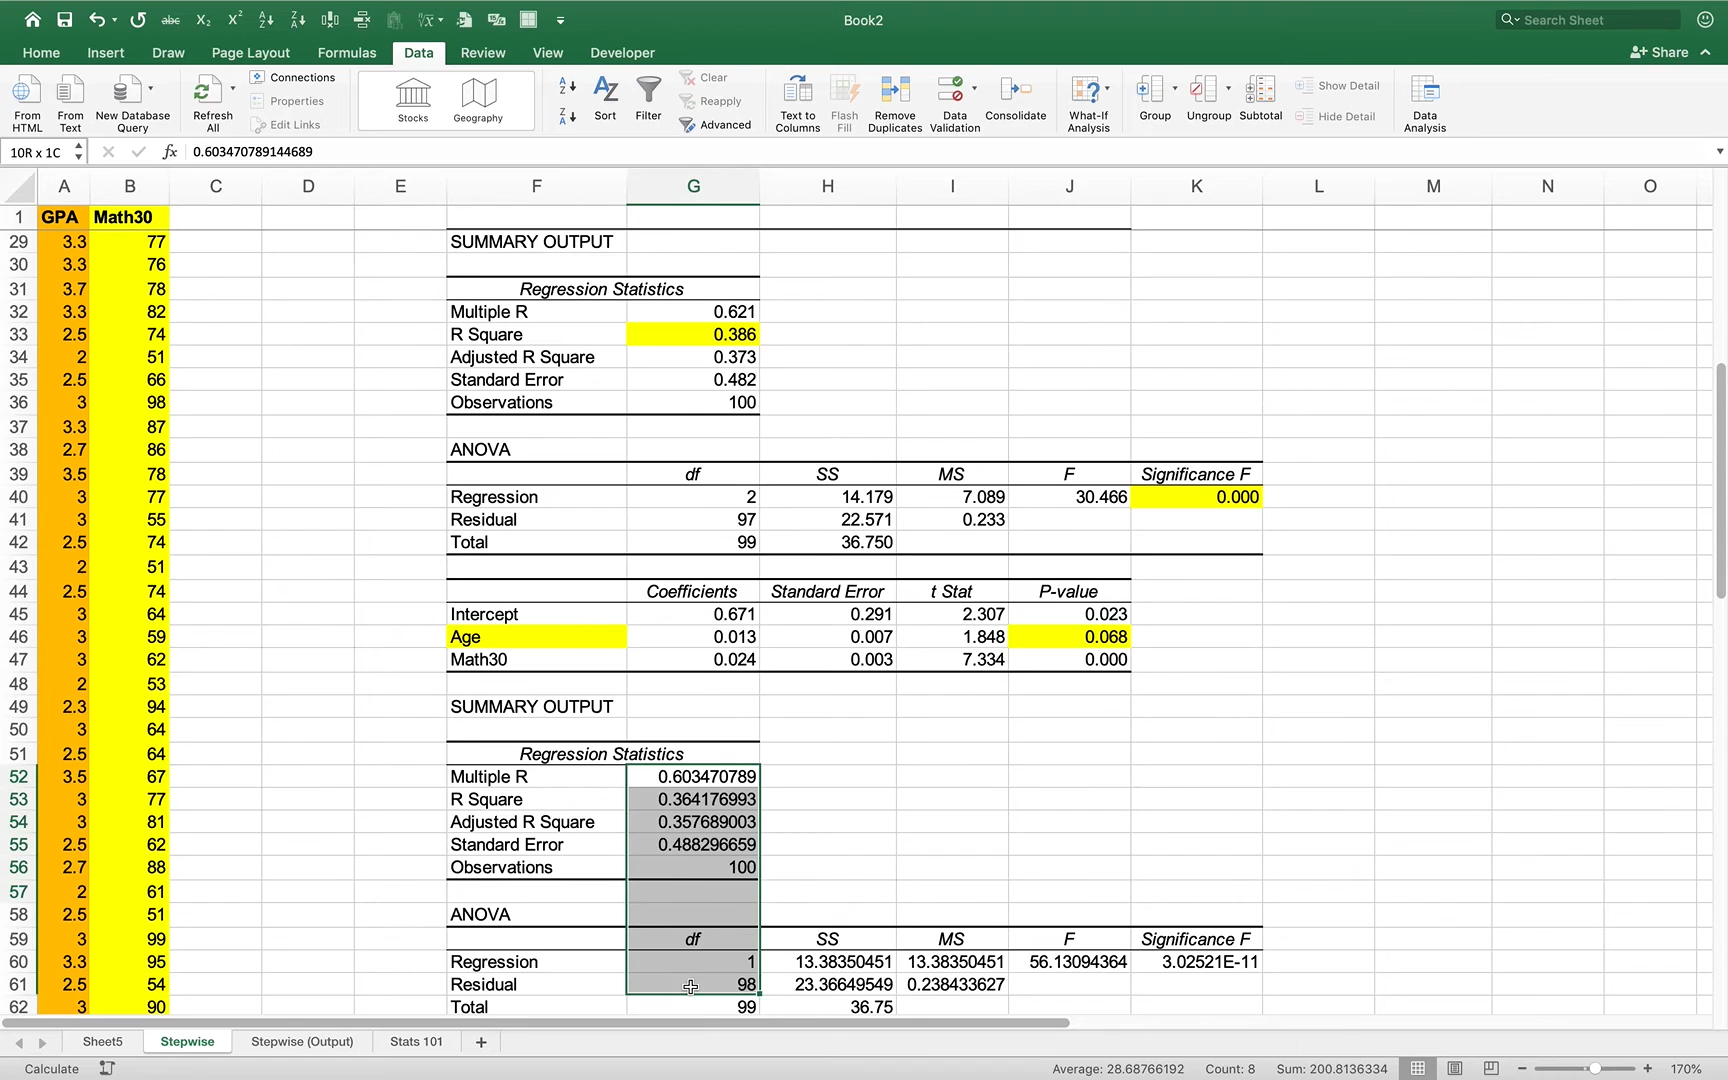 abc X₂ X² Book2 Search Sheet
Home Insert Draw Page Layout Formulas Data Review View Developer Share
From HTML From Text New Database Query Refresh All Connections Properties Edit Links Stocks Geography Sort Filter Clear Reapply Advanced Text to Columns Flash Fill Remove Duplicates Data Validation Consolidate What-If Analysis Group Ungroup Subtotal Show Detail Hide Detail Data Analysis
10R x 1C fx 0.603470789144689
A B C D E F G H I J K L M N O
1 GPA Math30
29 3.3 77 SUMMARY OUTPUT
30 3.3 76
31 3.7 78 Regression Statistics
32 3.3 82 Multiple R 0.621
33 2.5 74 R Square 0.386
34 2 51 Adjusted R Square 0.373
35 2.5 66 Standard Error 0.482
36 3 98 Observations 100
37 3.3 87
38 2.7 86 ANOVA
39 3.5 78 df SS MS F Significance F
40 3 77 Regression 2 14.179 7.089 30.466 0.000
41 3 55 Residual 97 22.571 0.233
42 2.5 74 Total 99 36.750
43 2 51
44 2.5 74 Coefficients Standard Error t Stat P-value
45 3 64 Intercept 0.671 0.291 2.307 0.023
46 3 59 Age 0.013 0.007 1.848 0.068
47 3 62 Math30 0.024 0.003 7.334 0.000
48 2 53
49 2.3 94 SUMMARY OUTPUT
50 3 64
51 2.5 64 Regression Statistics
52 3.5 67 Multiple R 0.603470789
53 3 77 R Square 0.364176993
54 3 81 Adjusted R Square 0.357689003
55 2.5 62 Standard Error 0.488296659
56 2.7 88 Observations 100
57 2 61
58 2.5 51 ANOVA
59 3 99 df SS MS F Significance F
60 3.3 95 Regression 1 13.38350451 13.38350451 56.13094364 3.02521E-11
61 2.5 54 Residual 98 23.36649549 0.238433627
62 3 90 Total 99 36.75
Sheet5 Stepwise Stepwise (Output) Stats 101 +
Calculate Average: 28.68766192 Count: 8 Sum: 200.8136334 170%